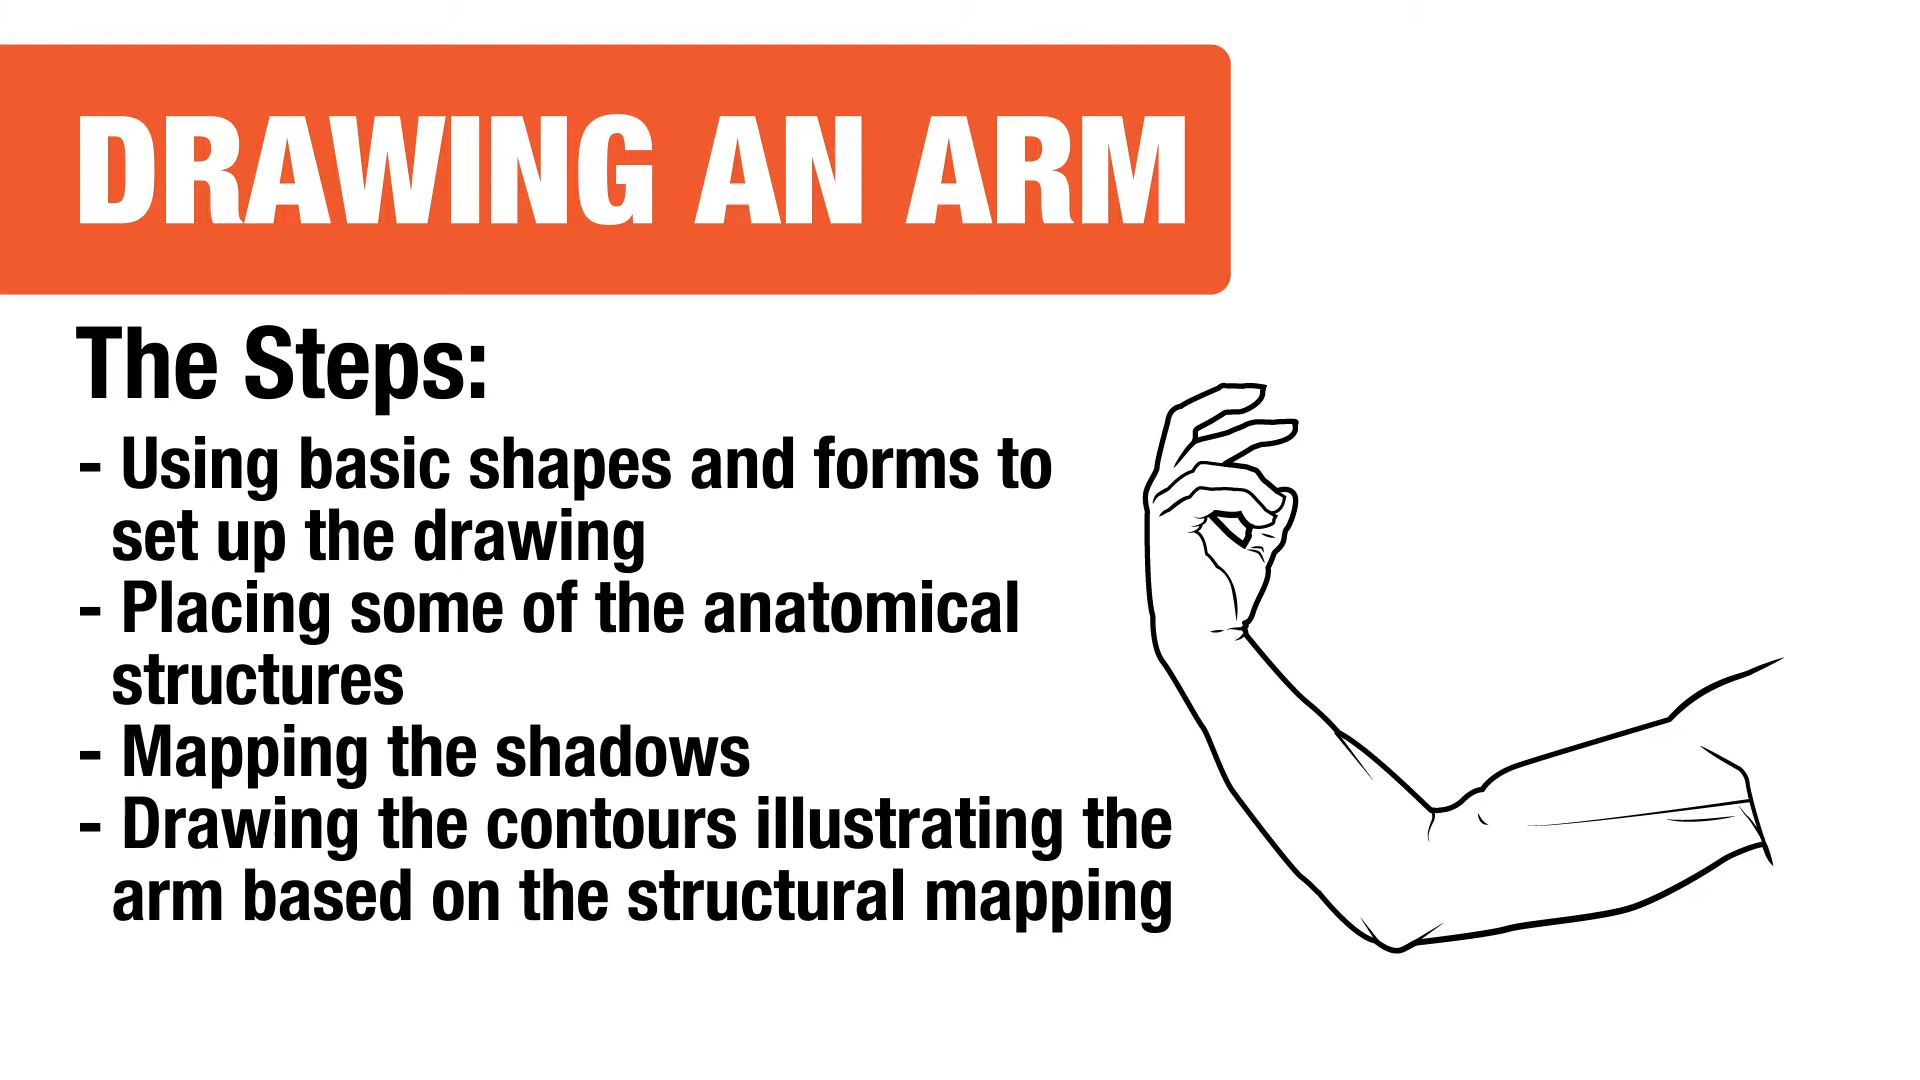 DRAWING AN ARM
The Steps:
- Using basic shapes and forms to
set up the drawing
- Placing some of the anatomical
structures
- Mapping the shadows
- Drawing the contours illustrating the
arm based on the structural mapping